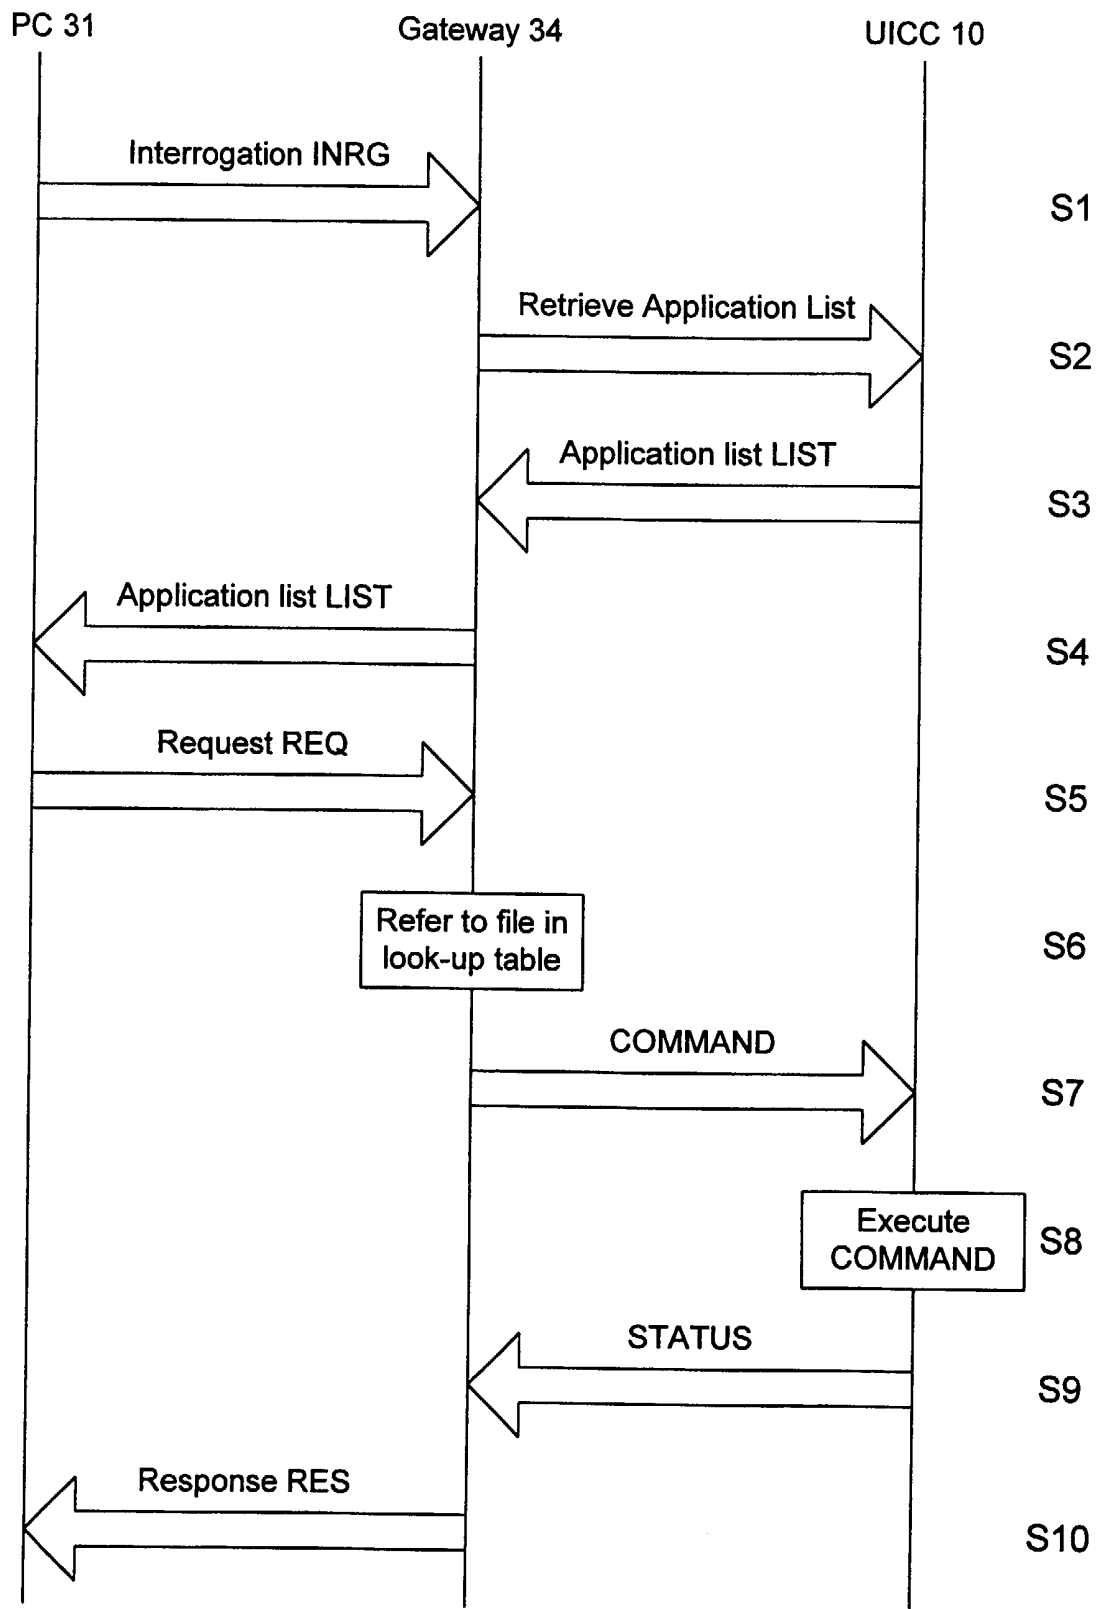 PC 31
Gateway 34
UICC 10
Interrogation INRG
S1
Retrieve Application List
S2
Application list LIST
S3
Application list LIST
S4
Request REQ
S5
Refer to file in
look-up table
S6
COMMAND
S7
Execute
COMMAND
S8
STATUS
S9
Response RES
S10